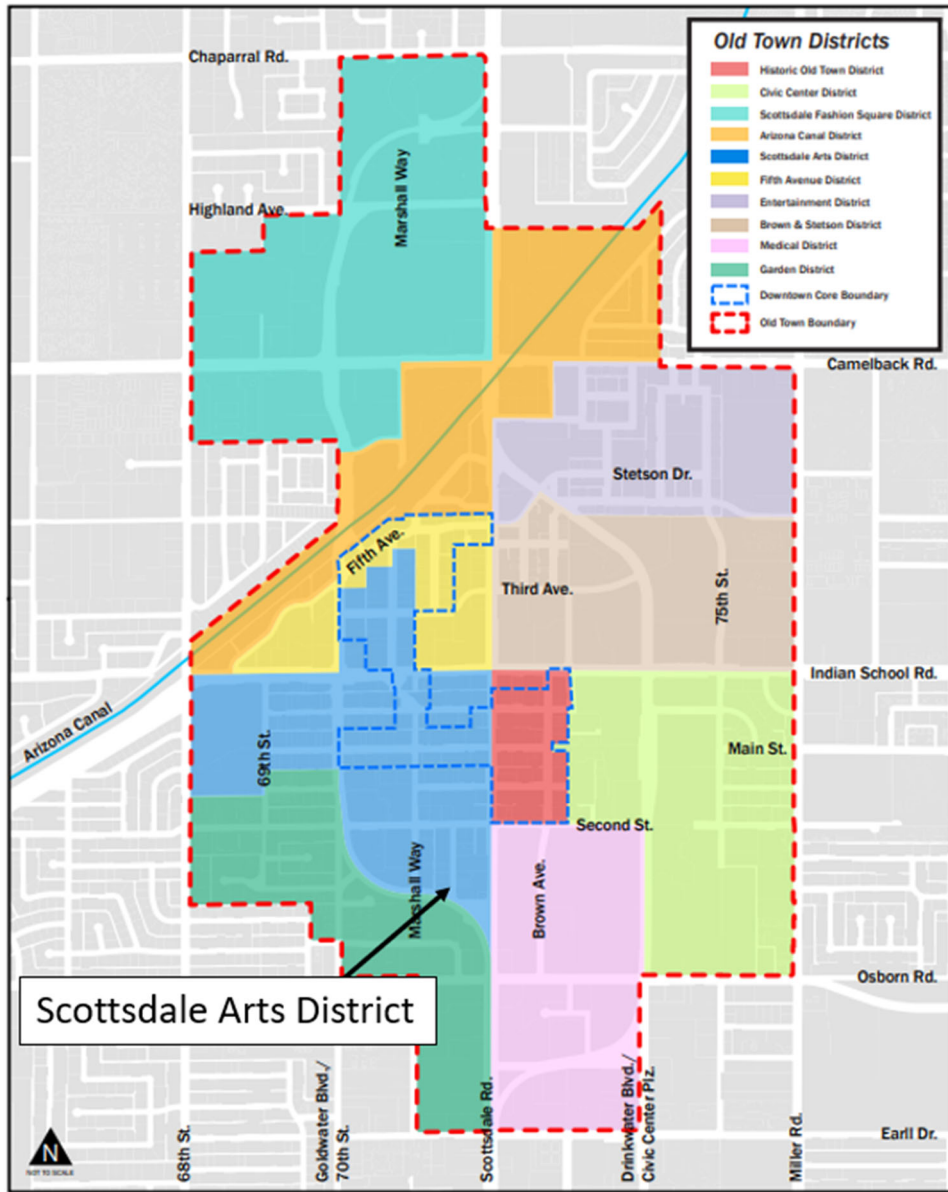 Old Town Districts
Historic Old Town District
Civic Center District
Scottsdale Fashion Square District
Arizona Canal District
Scottsdale Arts District
Fifth Avenue District
Entertainment District
Brown & Stetson District
Medical District
Garden District
Downtown Core Boundary
Old Town Boundary
Chaparral Rd.
Marshall Way
Highland Ave.
Camelback Rd.
Stetson Dr.
Fifth Ave.
Third Ave.
75th St.
Indian School Rd.
Arizona Canal
69th St.
Main St.
Second St.
Marshall Way
Brown Ave.
Osborn Rd.
Scottsdale Arts District
68th St.
Goldwater Blvd./
70th St.
Scottsdale Rd.
Drinkwater Blvd./
Civic Center Plz.
Miller Rd.
Earll Dr.
N
NOT TO SCALE